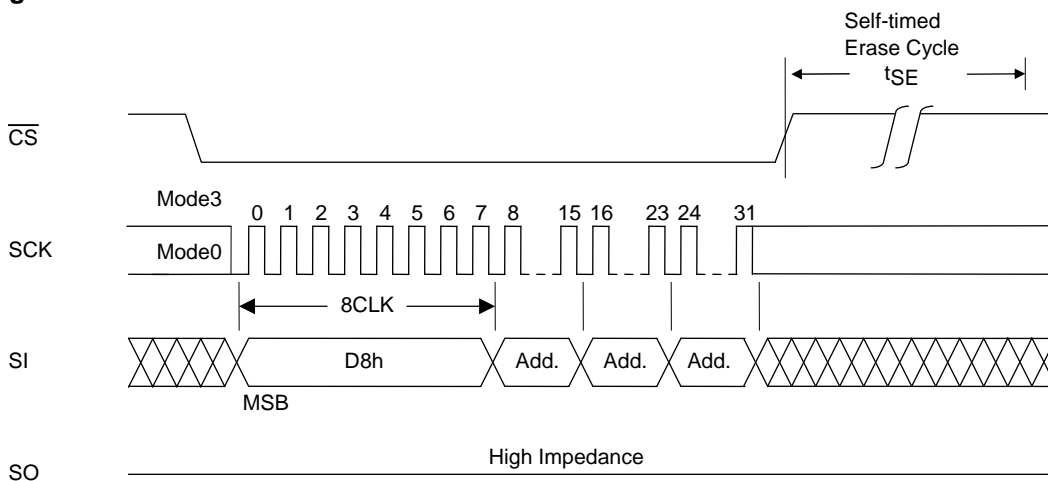 Self-timed
Erase Cycle
tSE
CS
Mode3
0 1 2 3 4 5 6 7 8 15 16 23 24 31
SCK
Mode0
8CLK
SI
D8h
Add.
Add.
Add.
MSB
High Impedance
SO